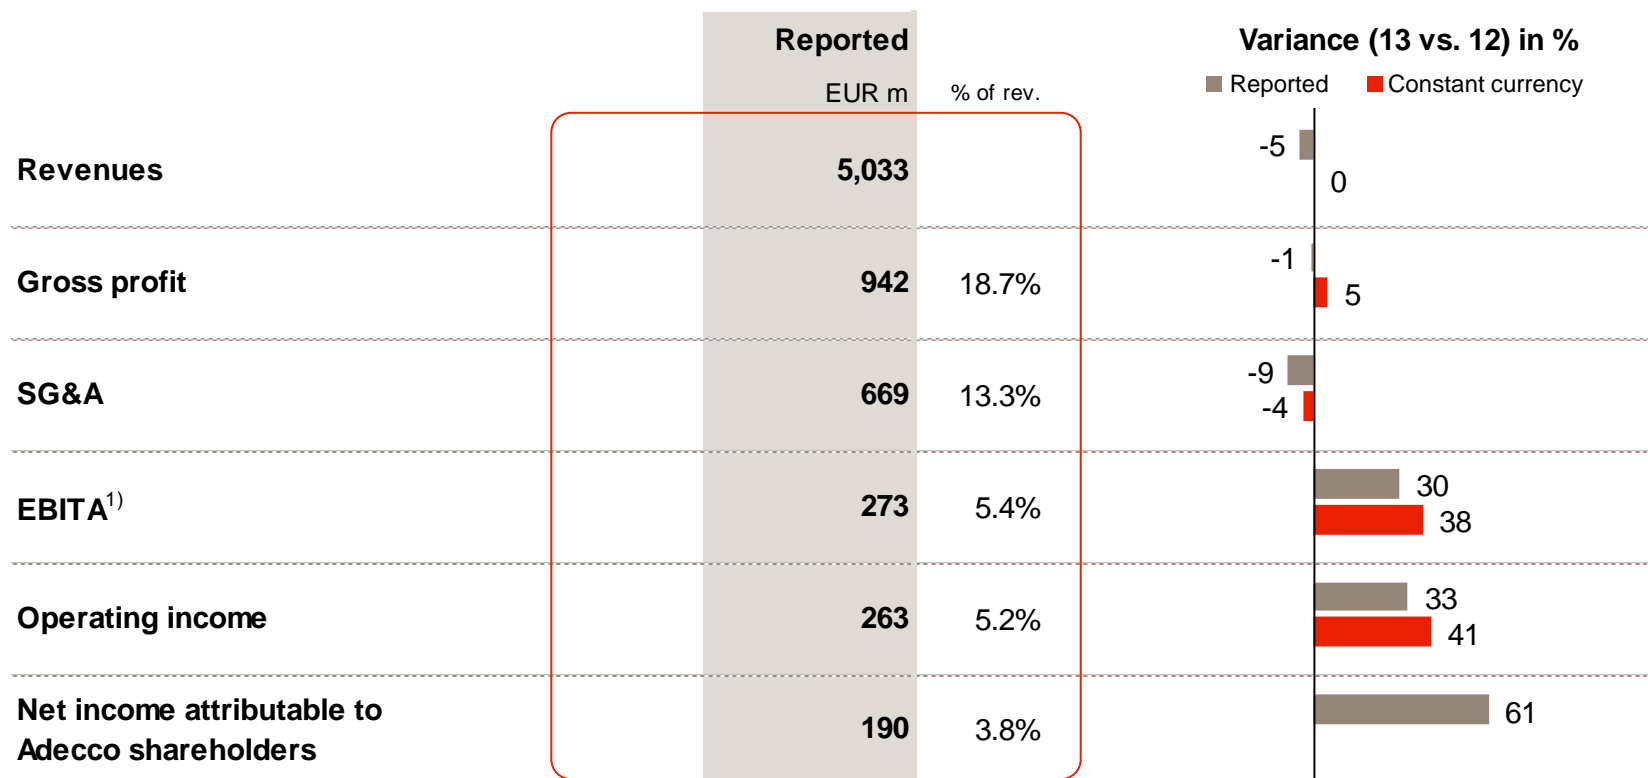 Reported
Variance (13 vs. 12) in %
EUR m
% of rev.
Reported
Constant currency
Revenues
5,033
-5
0
Gross profit
942
18.7%
-1
5
SG&A
669
13.3%
-9
-4
EBITA1)
273
5.4%
30
38
Operating income
263
5.2%
33
41
Net income attributable to
Adecco shareholders
190
3.8%
61